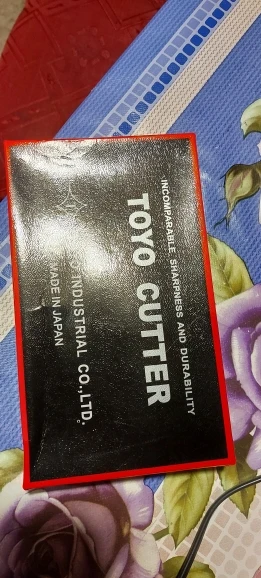 INCOMPARABLE SHARPNESS AND DURABILITY
TOYO CUTTER
INDUSTRIAL CO.,LTD.
MADE IN JAPAN